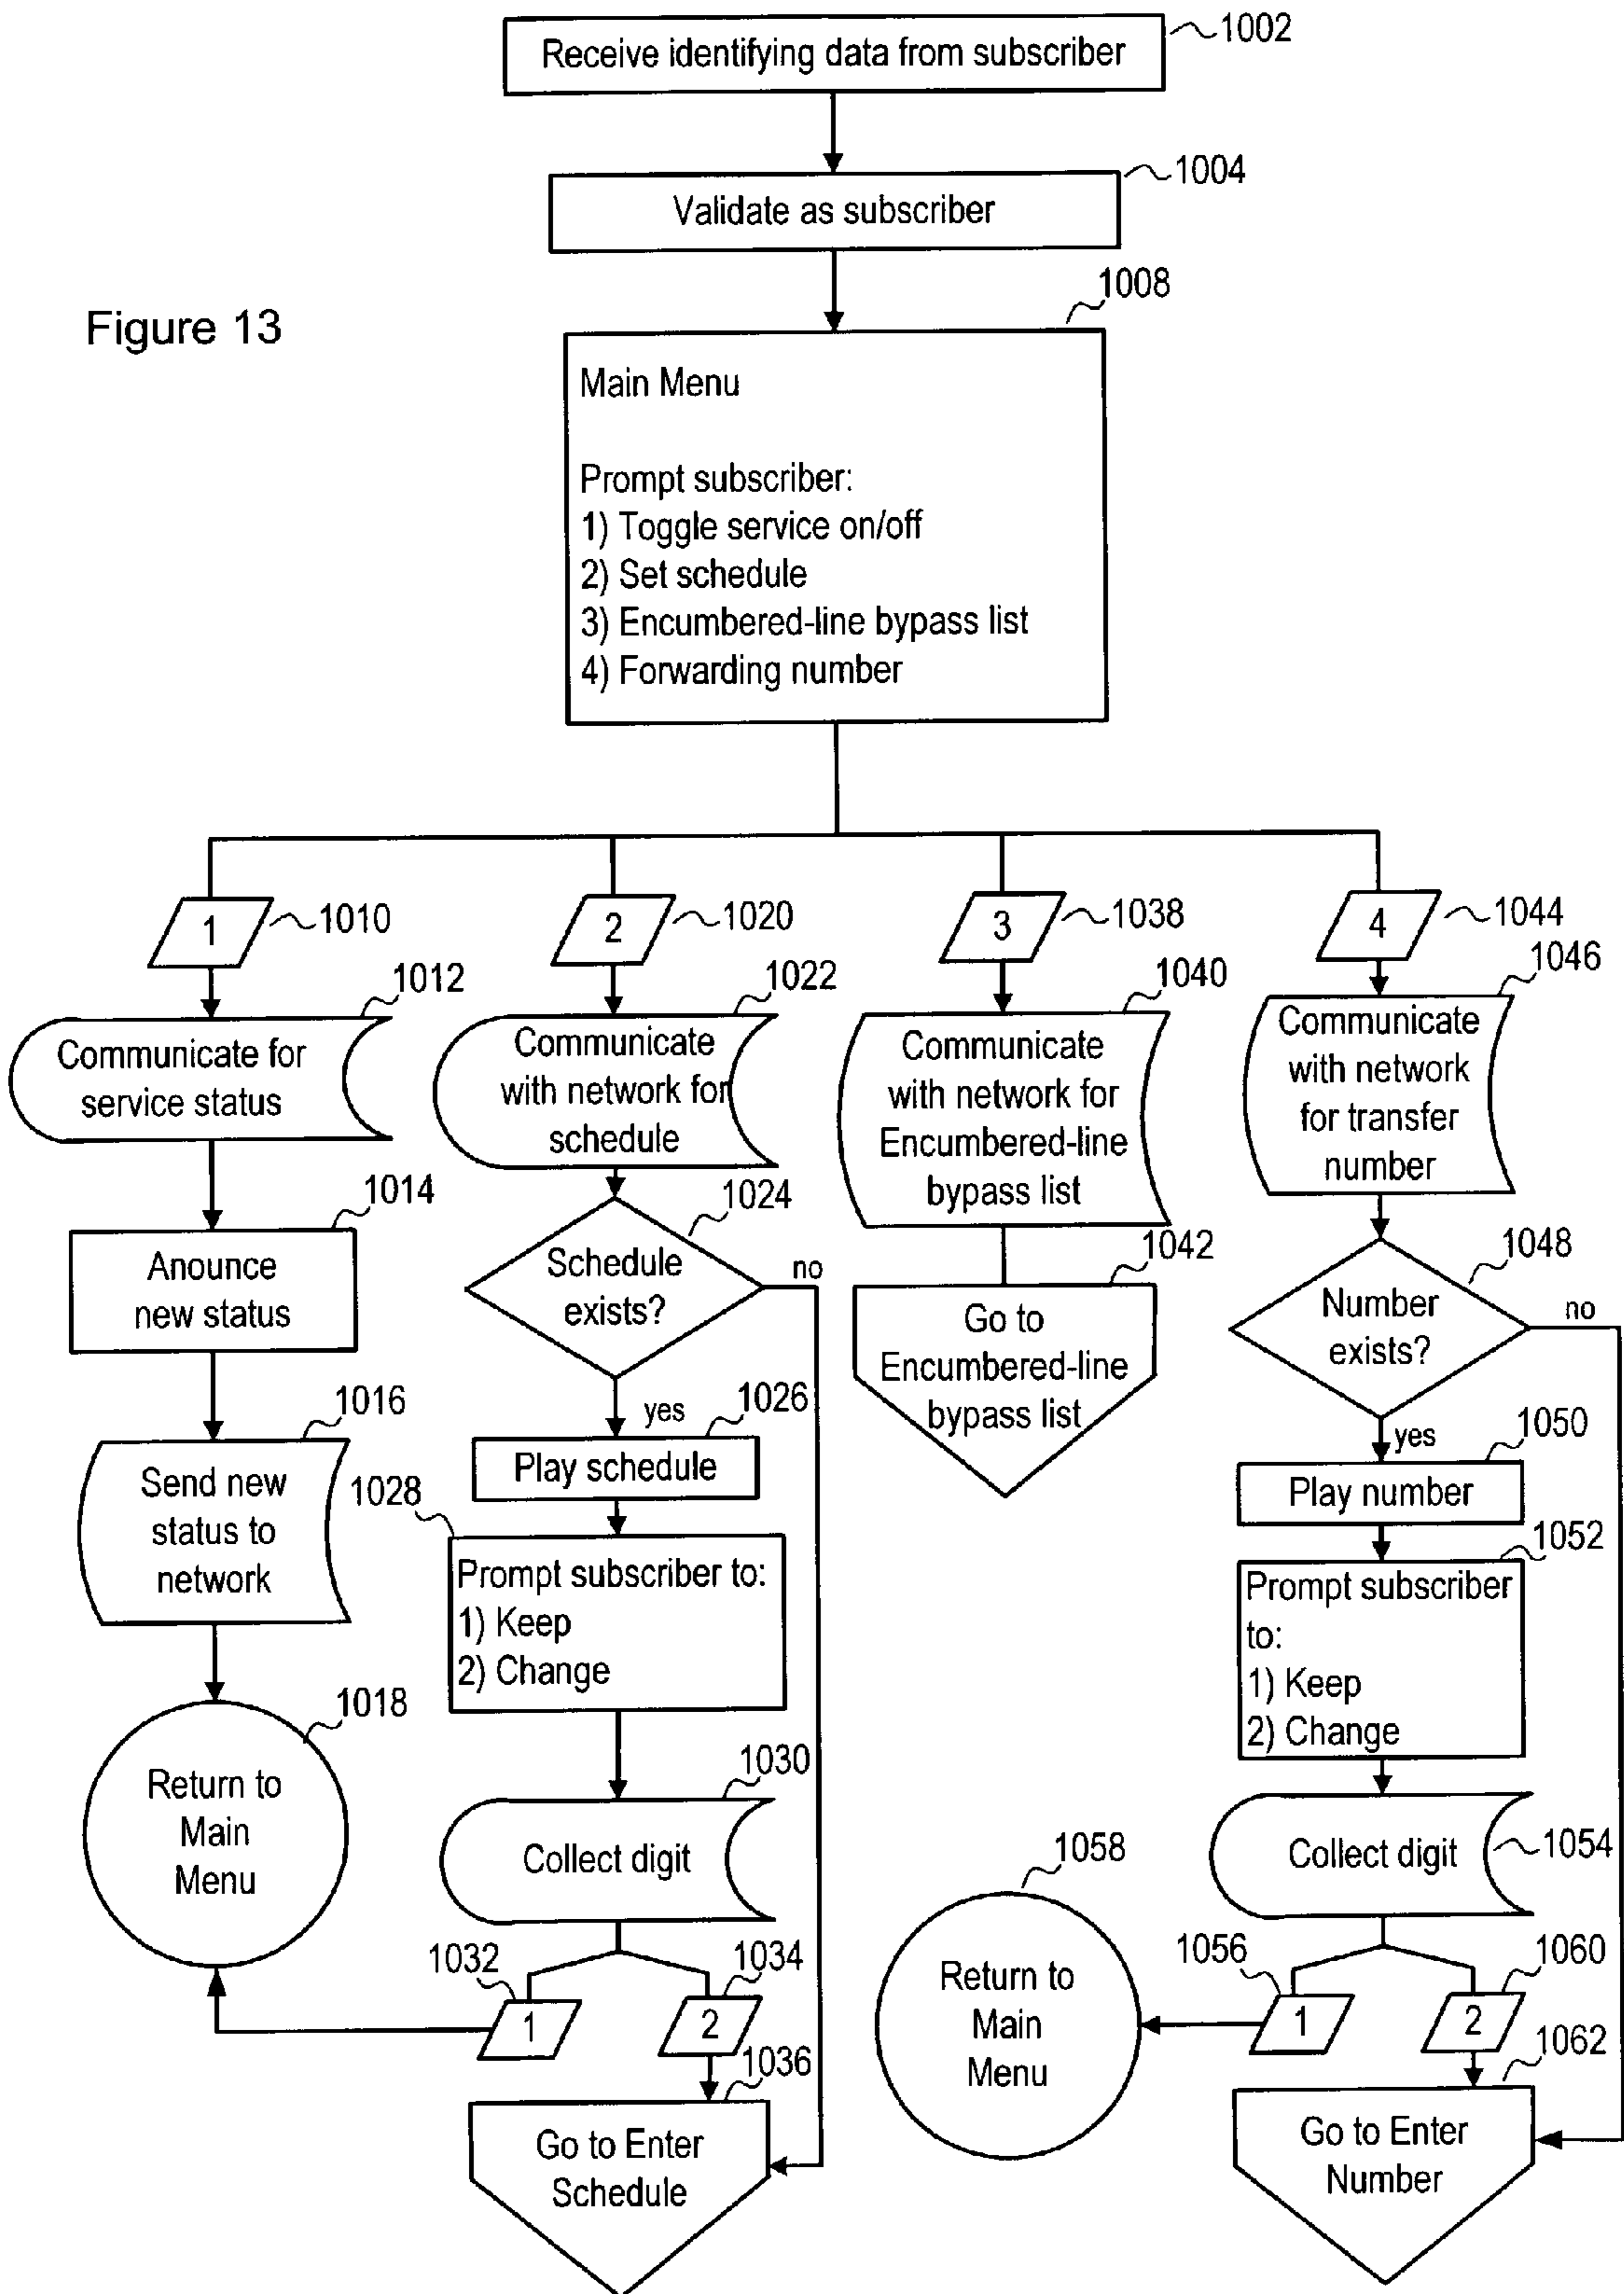 Receive identifying data from subscriber
1002
Validate as subscriber
1004
Figure 13
1008
Main Menu
Prompt subscriber:
1) Toggle service on/off
2) Set schedule
3) Encumbered-line bypass list
4) Forwarding number
1
1010
1012
Communicate for
service status
1014
Anounce
new status
1016
Send new
status to
network
1018
Return to
Main
Menu
2
1020
1022
Communicate
with network for
schedule
1024
Schedule
exists?
no
yes
1026
Play schedule
1028
Prompt subscriber to:
1) Keep
2) Change
1030
Collect digit
1032
1
1034
2
1036
Go to Enter
Schedule
3
1038
1040
Communicate
with network for
Encumbered-line
bypass list
1042
Go to
Encumbered-line
bypass list
4
1044
1046
Communicate
with network
for transfer
number
1048
Number
exists?
no
yes
1050
Play number
1052
Prompt subscriber
to:
1) Keep
2) Change
Collect digit
1054
1056
1
1058
Return to
Main
Menu
1060
2
1062
Go to Enter
Number